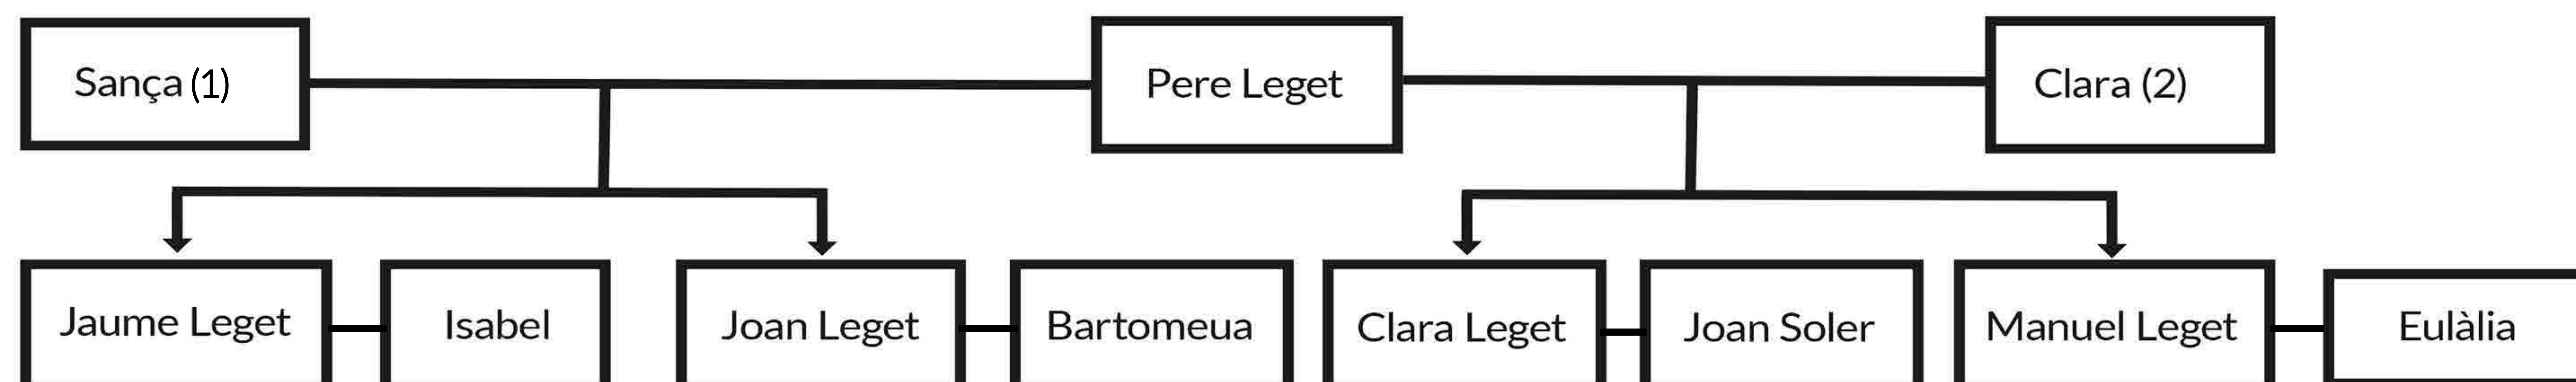 Sança (1)
Pere Leget
Clara (2)
Jaume Leget
Isabel
Joan Leget
Bartomeua
Clara Leget
Joan Soler
Manuel Leget
Eulàlia